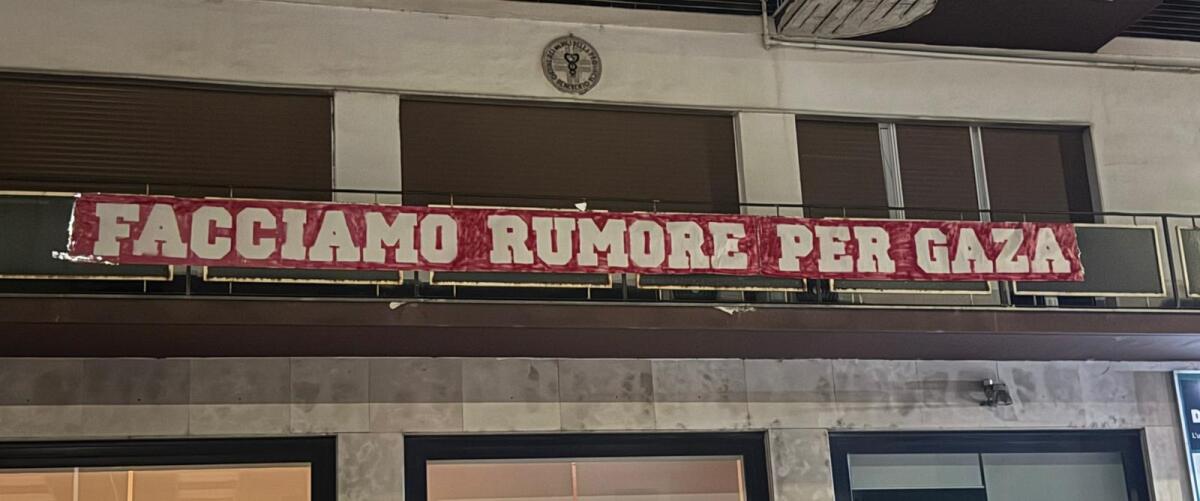 FACCIAMO RUMORE PER GAZA